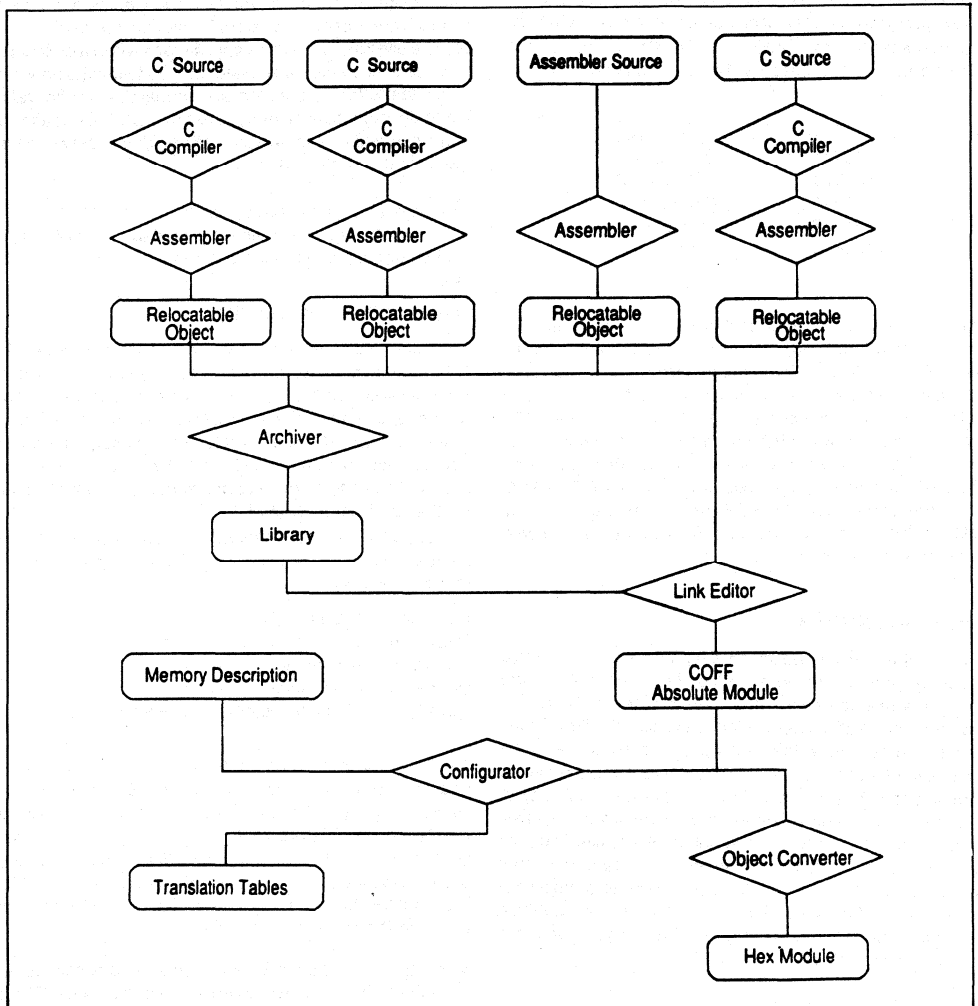 C Source
C Source
Assembler Source
C Source
C
Compiler
C
Compiler
C
Compiler
Assembler
Assembler
Assembler
Assembler
Relocatable
Object
Relocatable
Object
Relocatable
Object
Relocatable
Object
Archiver
Library
Link Editor
Memory Description
COFF
Absolute Module
Configurator
Object Converter
Translation Tables
Hex Module